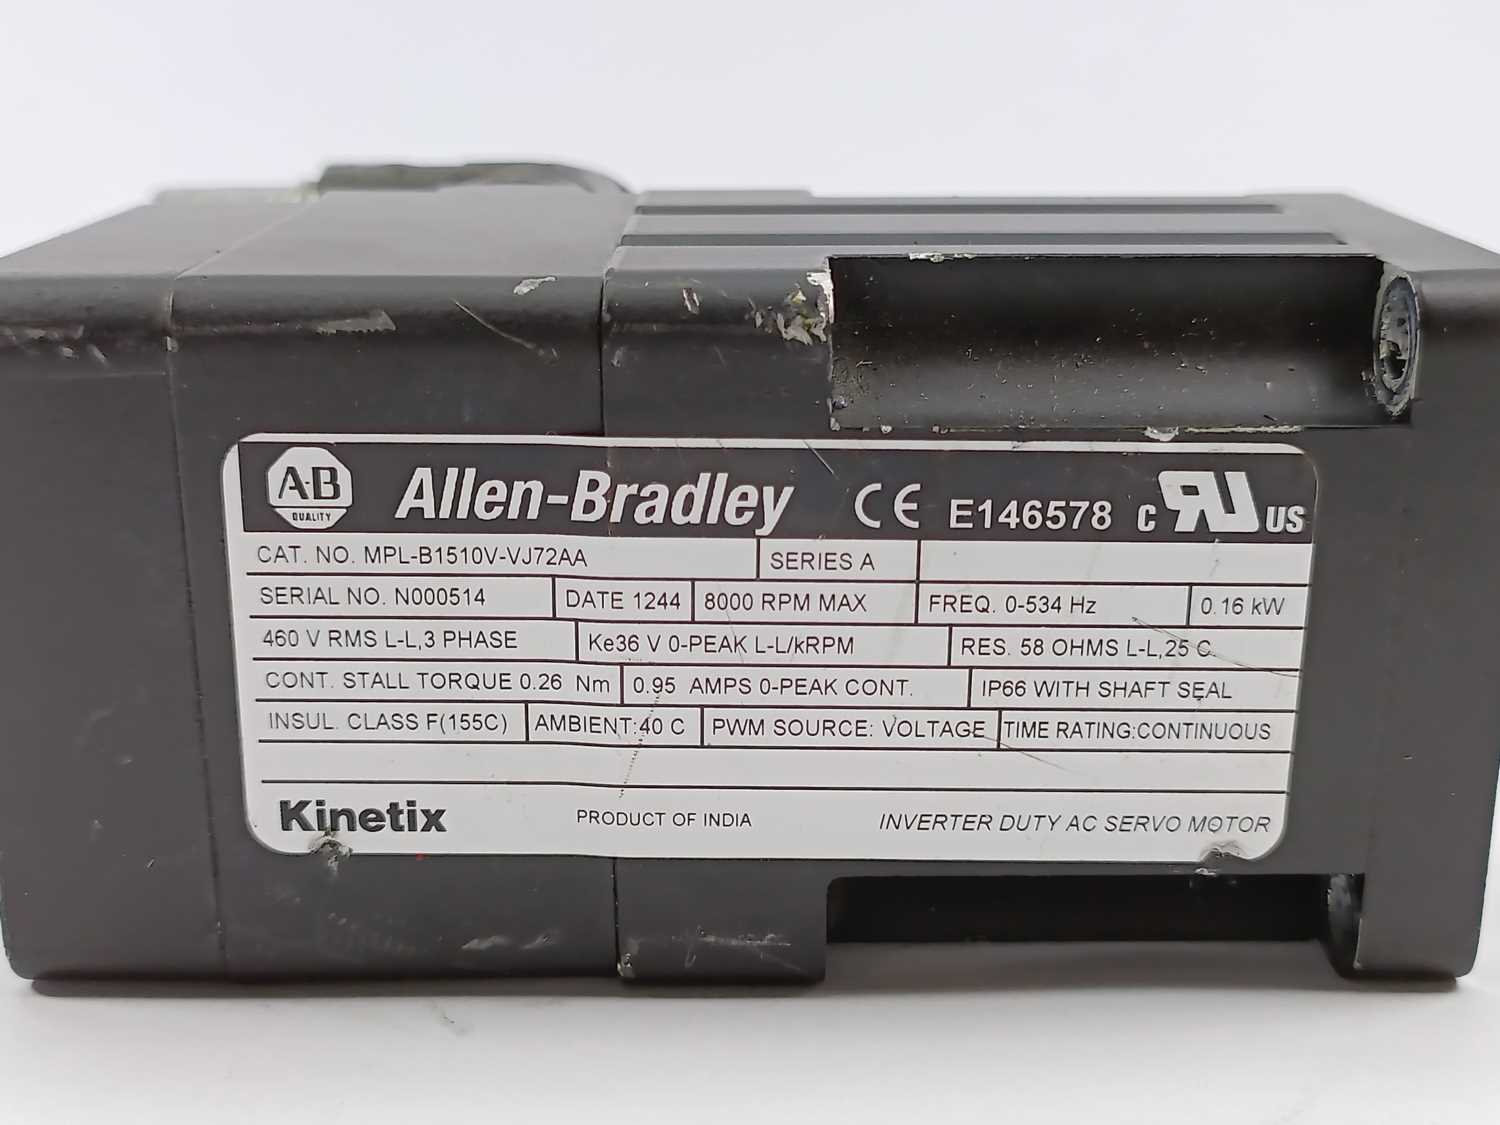 A·B QUALITY Allen-Bradley CE E146578 c RU US
CAT. NO. MPL-B1510V-VJ72AA SERIES A
SERIAL NO. N000514 DATE 1244 8000 RPM MAX FREQ. 0-534 Hz 0.16 kW
460 V RMS L-L,3 PHASE Ke36 V 0-PEAK L-L/kRPM RES. 58 OHMS L-L,25 C.
CONT. STALL TORQUE 0.26 Nm 0.95 AMPS 0-PEAK CONT. IP66 WITH SHAFT SEAL
INSUL. CLASS F(155C) AMBIENT:40 C PWM SOURCE: VOLTAGE TIME RATING:CONTINUOUS
Kinetix PRODUCT OF INDIA INVERTER DUTY AC SERVO MOTOR